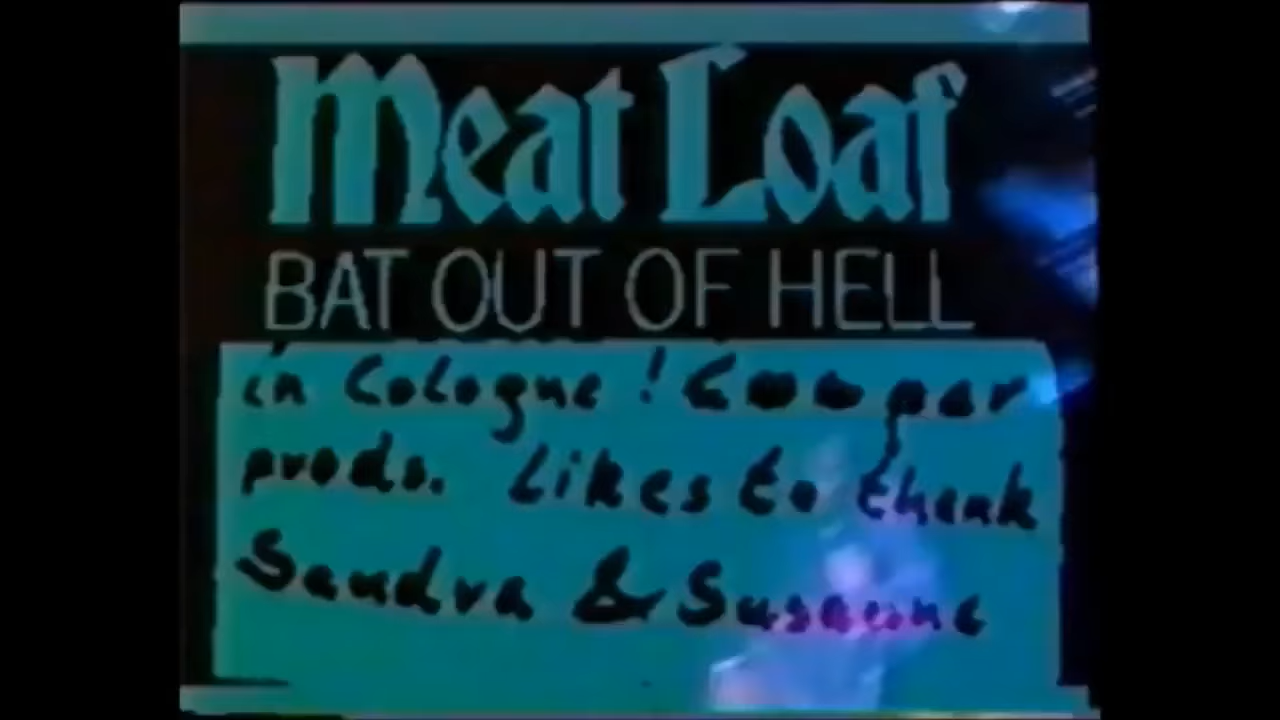 Meat Loaf
BAT OUT OF HELL
in Cologne! Cooper
prods. Likes to thank
Sandra & Susanne